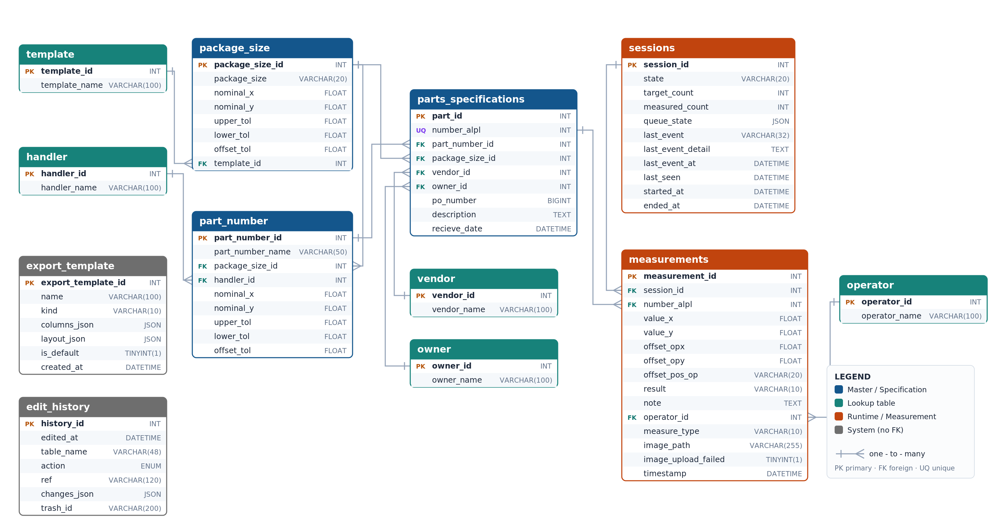 template
PK template_id INT
template_name VARCHAR(100)
handler
PK handler_id INT
handler_name VARCHAR(100)
export_template
PK export_template_id INT
name VARCHAR(100)
kind VARCHAR(10)
columns_json JSON
layout_json JSON
is_default TINYINT(1)
created_at DATETIME
edit_history
PK history_id INT
edited_at DATETIME
table_name VARCHAR(48)
action ENUM
ref VARCHAR(120)
changes_json JSON
trash_id VARCHAR(200)
package_size
PK package_size_id INT
package_size VARCHAR(20)
nominal_x FLOAT
nominal_y FLOAT
upper_tol FLOAT
lower_tol FLOAT
offset_tol FLOAT
FK template_id INT
part_number
PK part_number_id INT
part_number_name VARCHAR(50)
FK package_size_id INT
FK handler_id INT
nominal_x FLOAT
nominal_y FLOAT
upper_tol FLOAT
lower_tol FLOAT
offset_tol FLOAT
parts_specifications
PK part_id INT
UQ number_alpl INT
FK part_number_id INT
FK package_size_id INT
FK vendor_id INT
FK owner_id INT
po_number BIGINT
description TEXT
recieve_date DATETIME
vendor
PK vendor_id INT
vendor_name VARCHAR(100)
owner
PK owner_id INT
owner_name VARCHAR(100)
sessions
PK session_id INT
state VARCHAR(20)
target_count INT
measured_count INT
queue_state JSON
last_event VARCHAR(32)
last_event_detail TEXT
last_event_at DATETIME
last_seen DATETIME
started_at DATETIME
ended_at DATETIME
measurements
PK measurement_id INT
FK session_id INT
FK number_alpl INT
value_x FLOAT
value_y FLOAT
offset_opx FLOAT
offset_opy FLOAT
offset_pos_op VARCHAR(20)
result VARCHAR(10)
note TEXT
FK operator_id INT
measure_type VARCHAR(10)
image_path VARCHAR(255)
image_upload_failed TINYINT(1)
timestamp DATETIME
operator
PK operator_id INT
operator_name VARCHAR(100)
LEGEND
Master / Specification
Lookup table
Runtime / Measurement
System (no FK)
one - to - many
PK primary · FK foreign · UQ unique